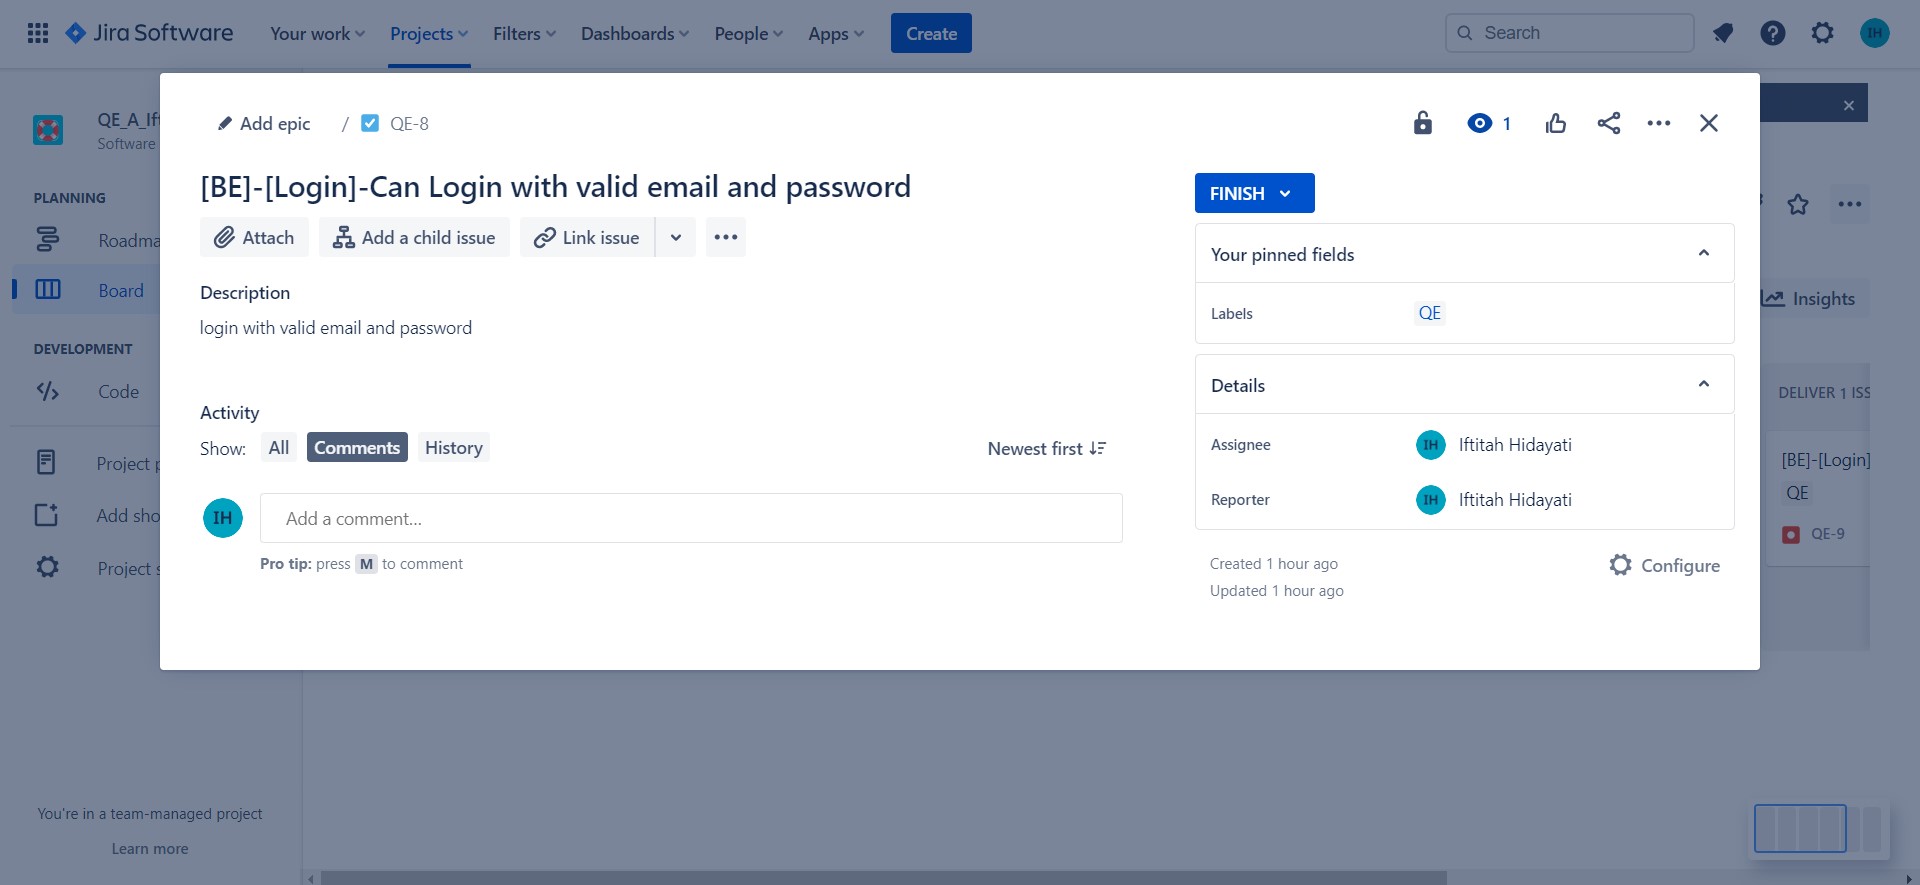 Jira Software
Your work
Projects
Filters
Dashboards
People
Apps
Create
Search
IH
QE_A_Ift
Software
PLANNING
Roadma
Board
DEVELOPMENT
Code
Project p
Add sho
Project s
You're in a team-managed project
Learn more
Add epic / QE-8
1
[BE]-[Login]-Can Login with valid email and password
Attach
Add a child issue
Link issue
Description
login with valid email and password
Activity
Show: All Comments History
Newest first
IH
Add a comment...
Pro tip: press M to comment
FINISH
Your pinned fields
Labels QE
Details
Assignee IH Iftitah Hidayati
Reporter IH Iftitah Hidayati
Created 1 hour ago
Updated 1 hour ago
Configure
Insights
DELIVER 1 ISS
[BE]-[Login]
QE
QE-9